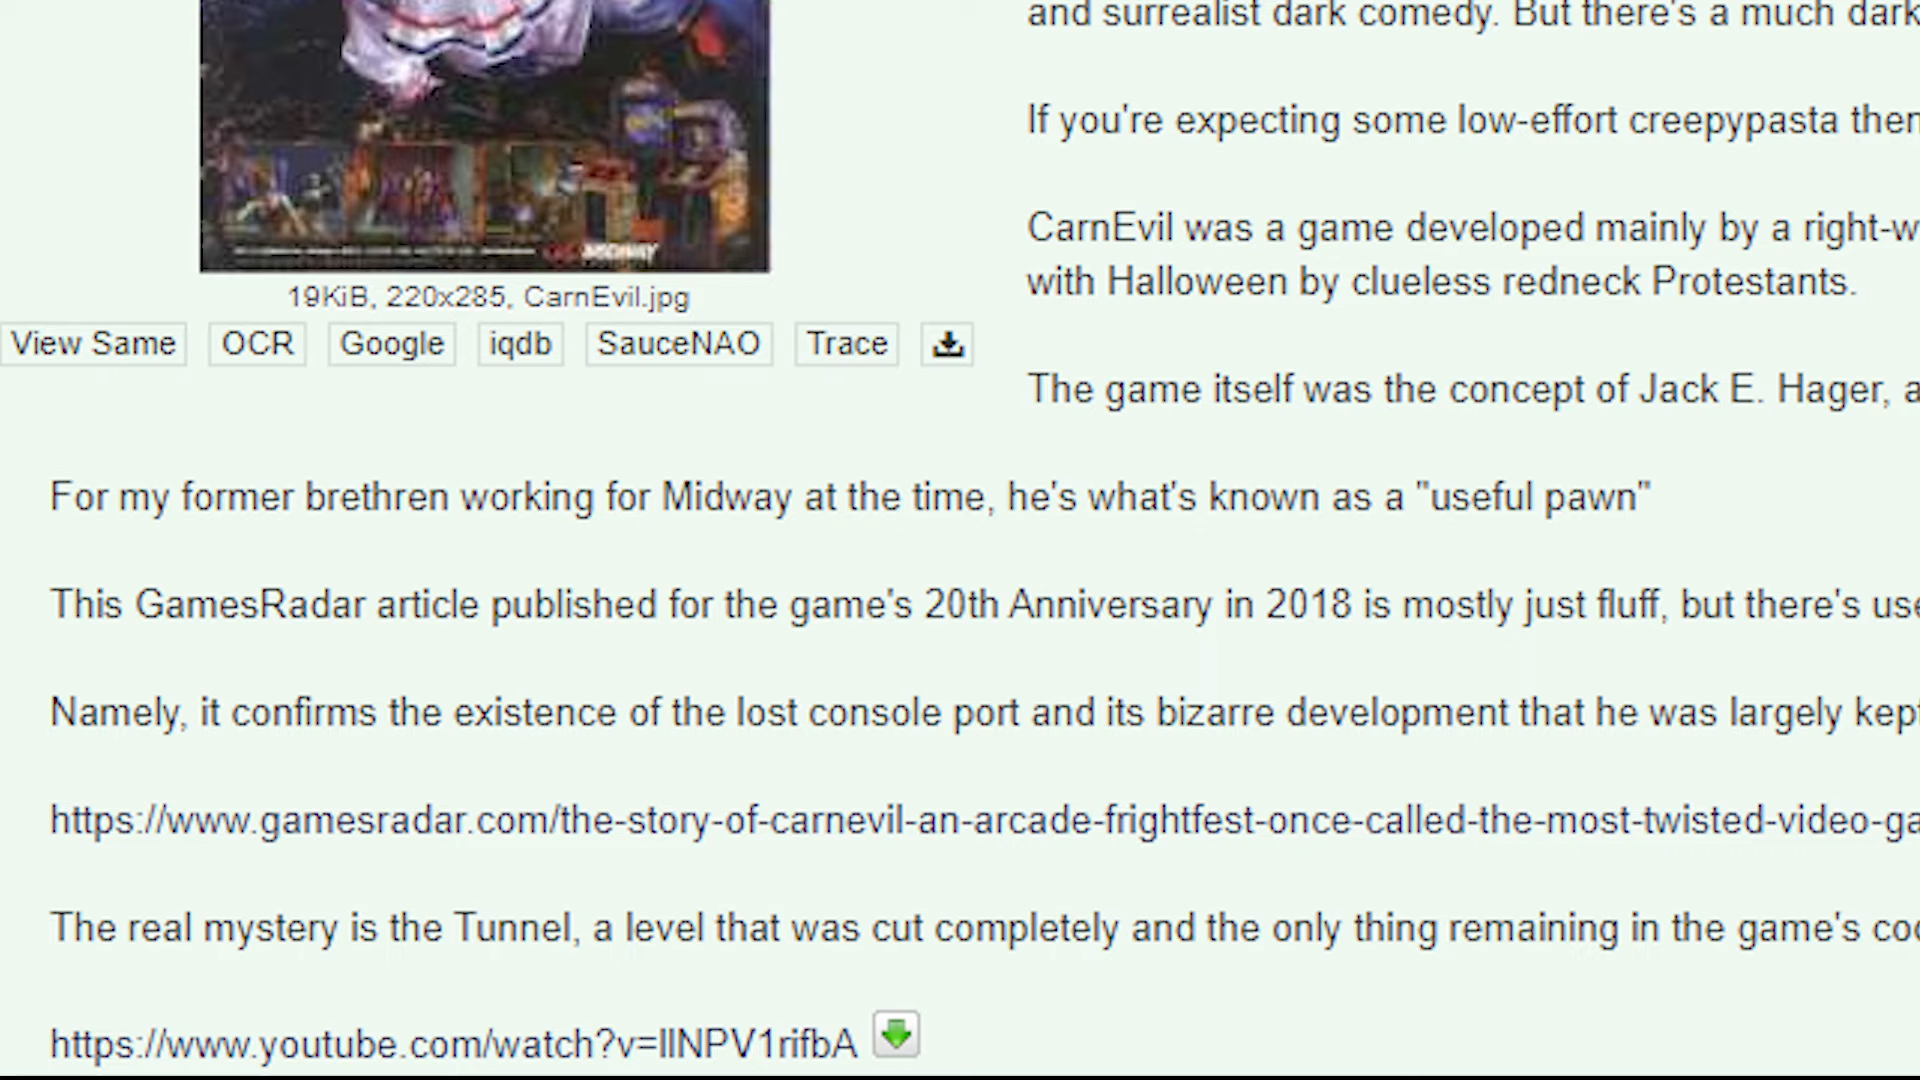 and surrealist dark comedy. But there's a much dark
If you're expecting some low-effort creepypasta then
CarnEvil was a game developed mainly by a right-w
with Halloween by clueless redneck Protestants.
MIDWAY
19KiB, 220x285, CarnEvil.jpg
View Same OCR Google iqdb SauceNAO Trace
The game itself was the concept of Jack E. Hager, a
For my former brethren working for Midway at the time, he's what's known as a "useful pawn"
This GamesRadar article published for the game's 20th Anniversary in 2018 is mostly just fluff, but there's use
Namely, it confirms the existence of the lost console port and its bizarre development that he was largely kept
https://www.gamesradar.com/the-story-of-carnevil-an-arcade-frightfest-once-called-the-most-twisted-video-ga
The real mystery is the Tunnel, a level that was cut completely and the only thing remaining in the game's cod
https://www.youtube.com/watch?v=llNPV1rifbA